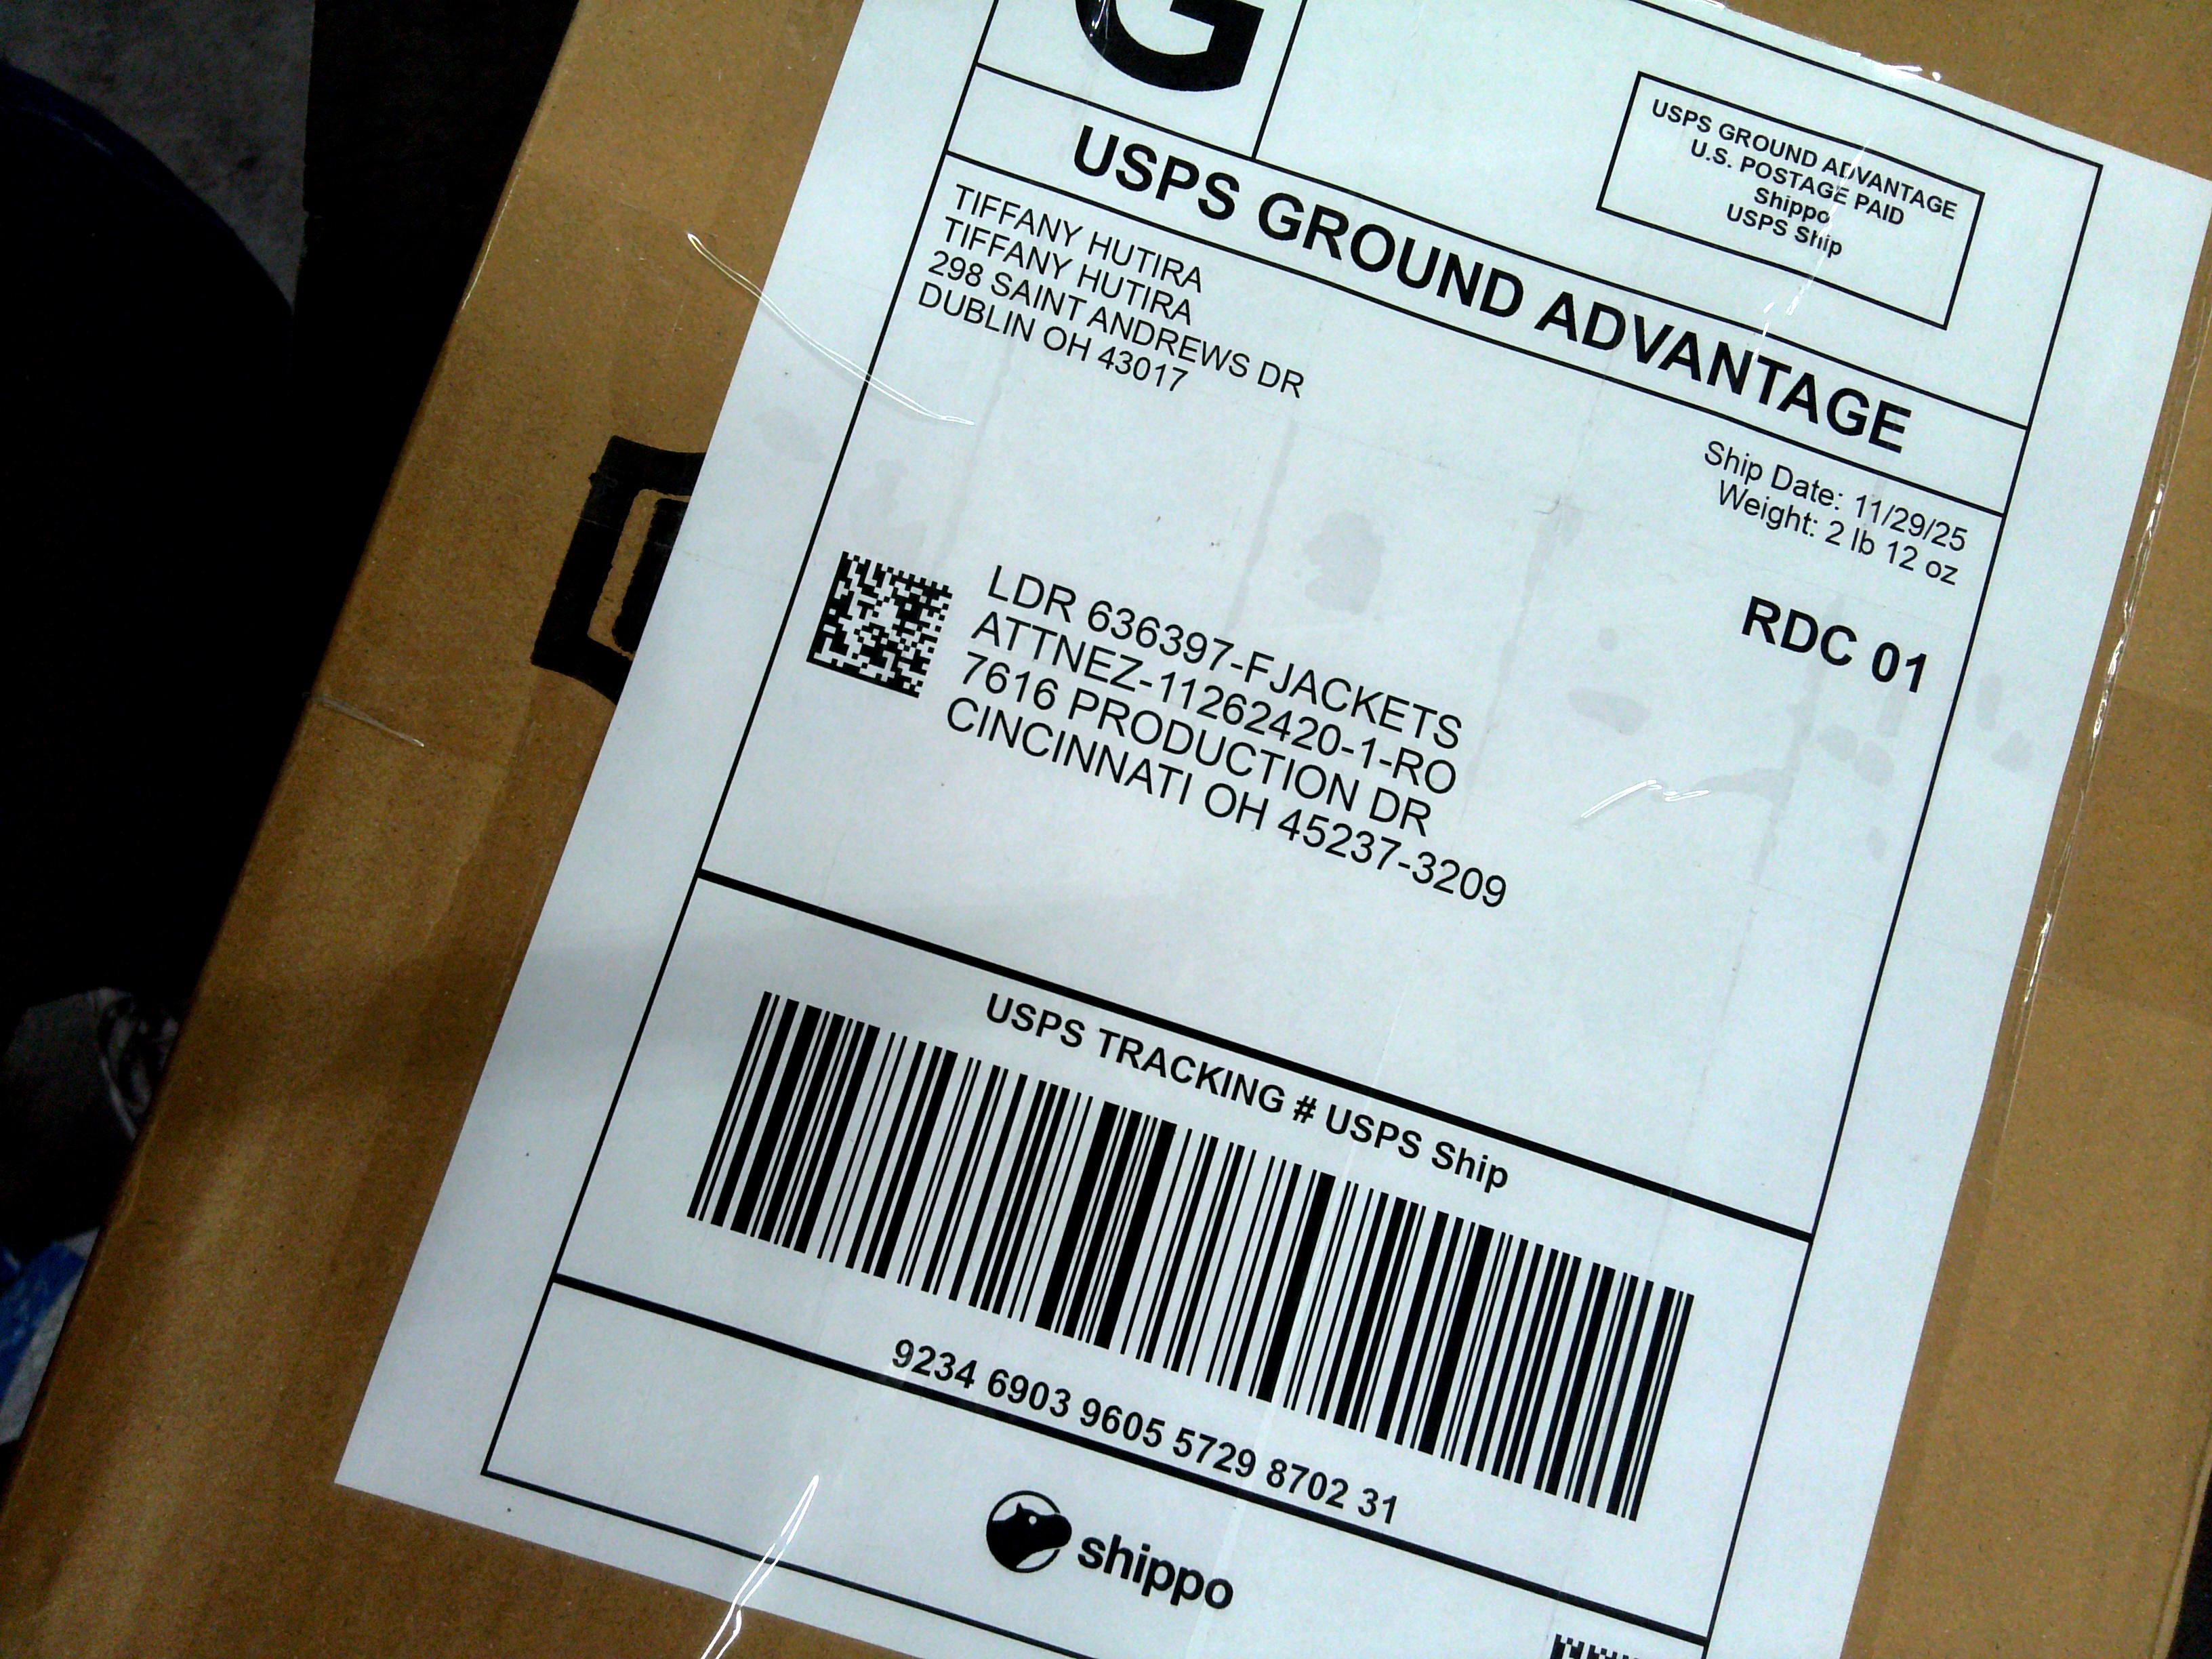 G
USPS GROUND ADVANTAGE
U.S. POSTAGE PAID
Shippo
USPS Ship
USPS GROUND ADVANTAGE
TIFFANY HUTIRA
TIFFANY HUTIRA
298 SAINT ANDREWS DR
DUBLIN OH 43017
Ship Date: 11/29/25
Weight: 2 lb 12 oz
RDC 01
LDR 636397-FJACKETS
ATTNEZ-11262420-1-RO
7616 PRODUCTION DR
CINCINNATI OH 45237-3209
USPS TRACKING # USPS Ship
9234 6903 9605 5729 8702 31
shippo